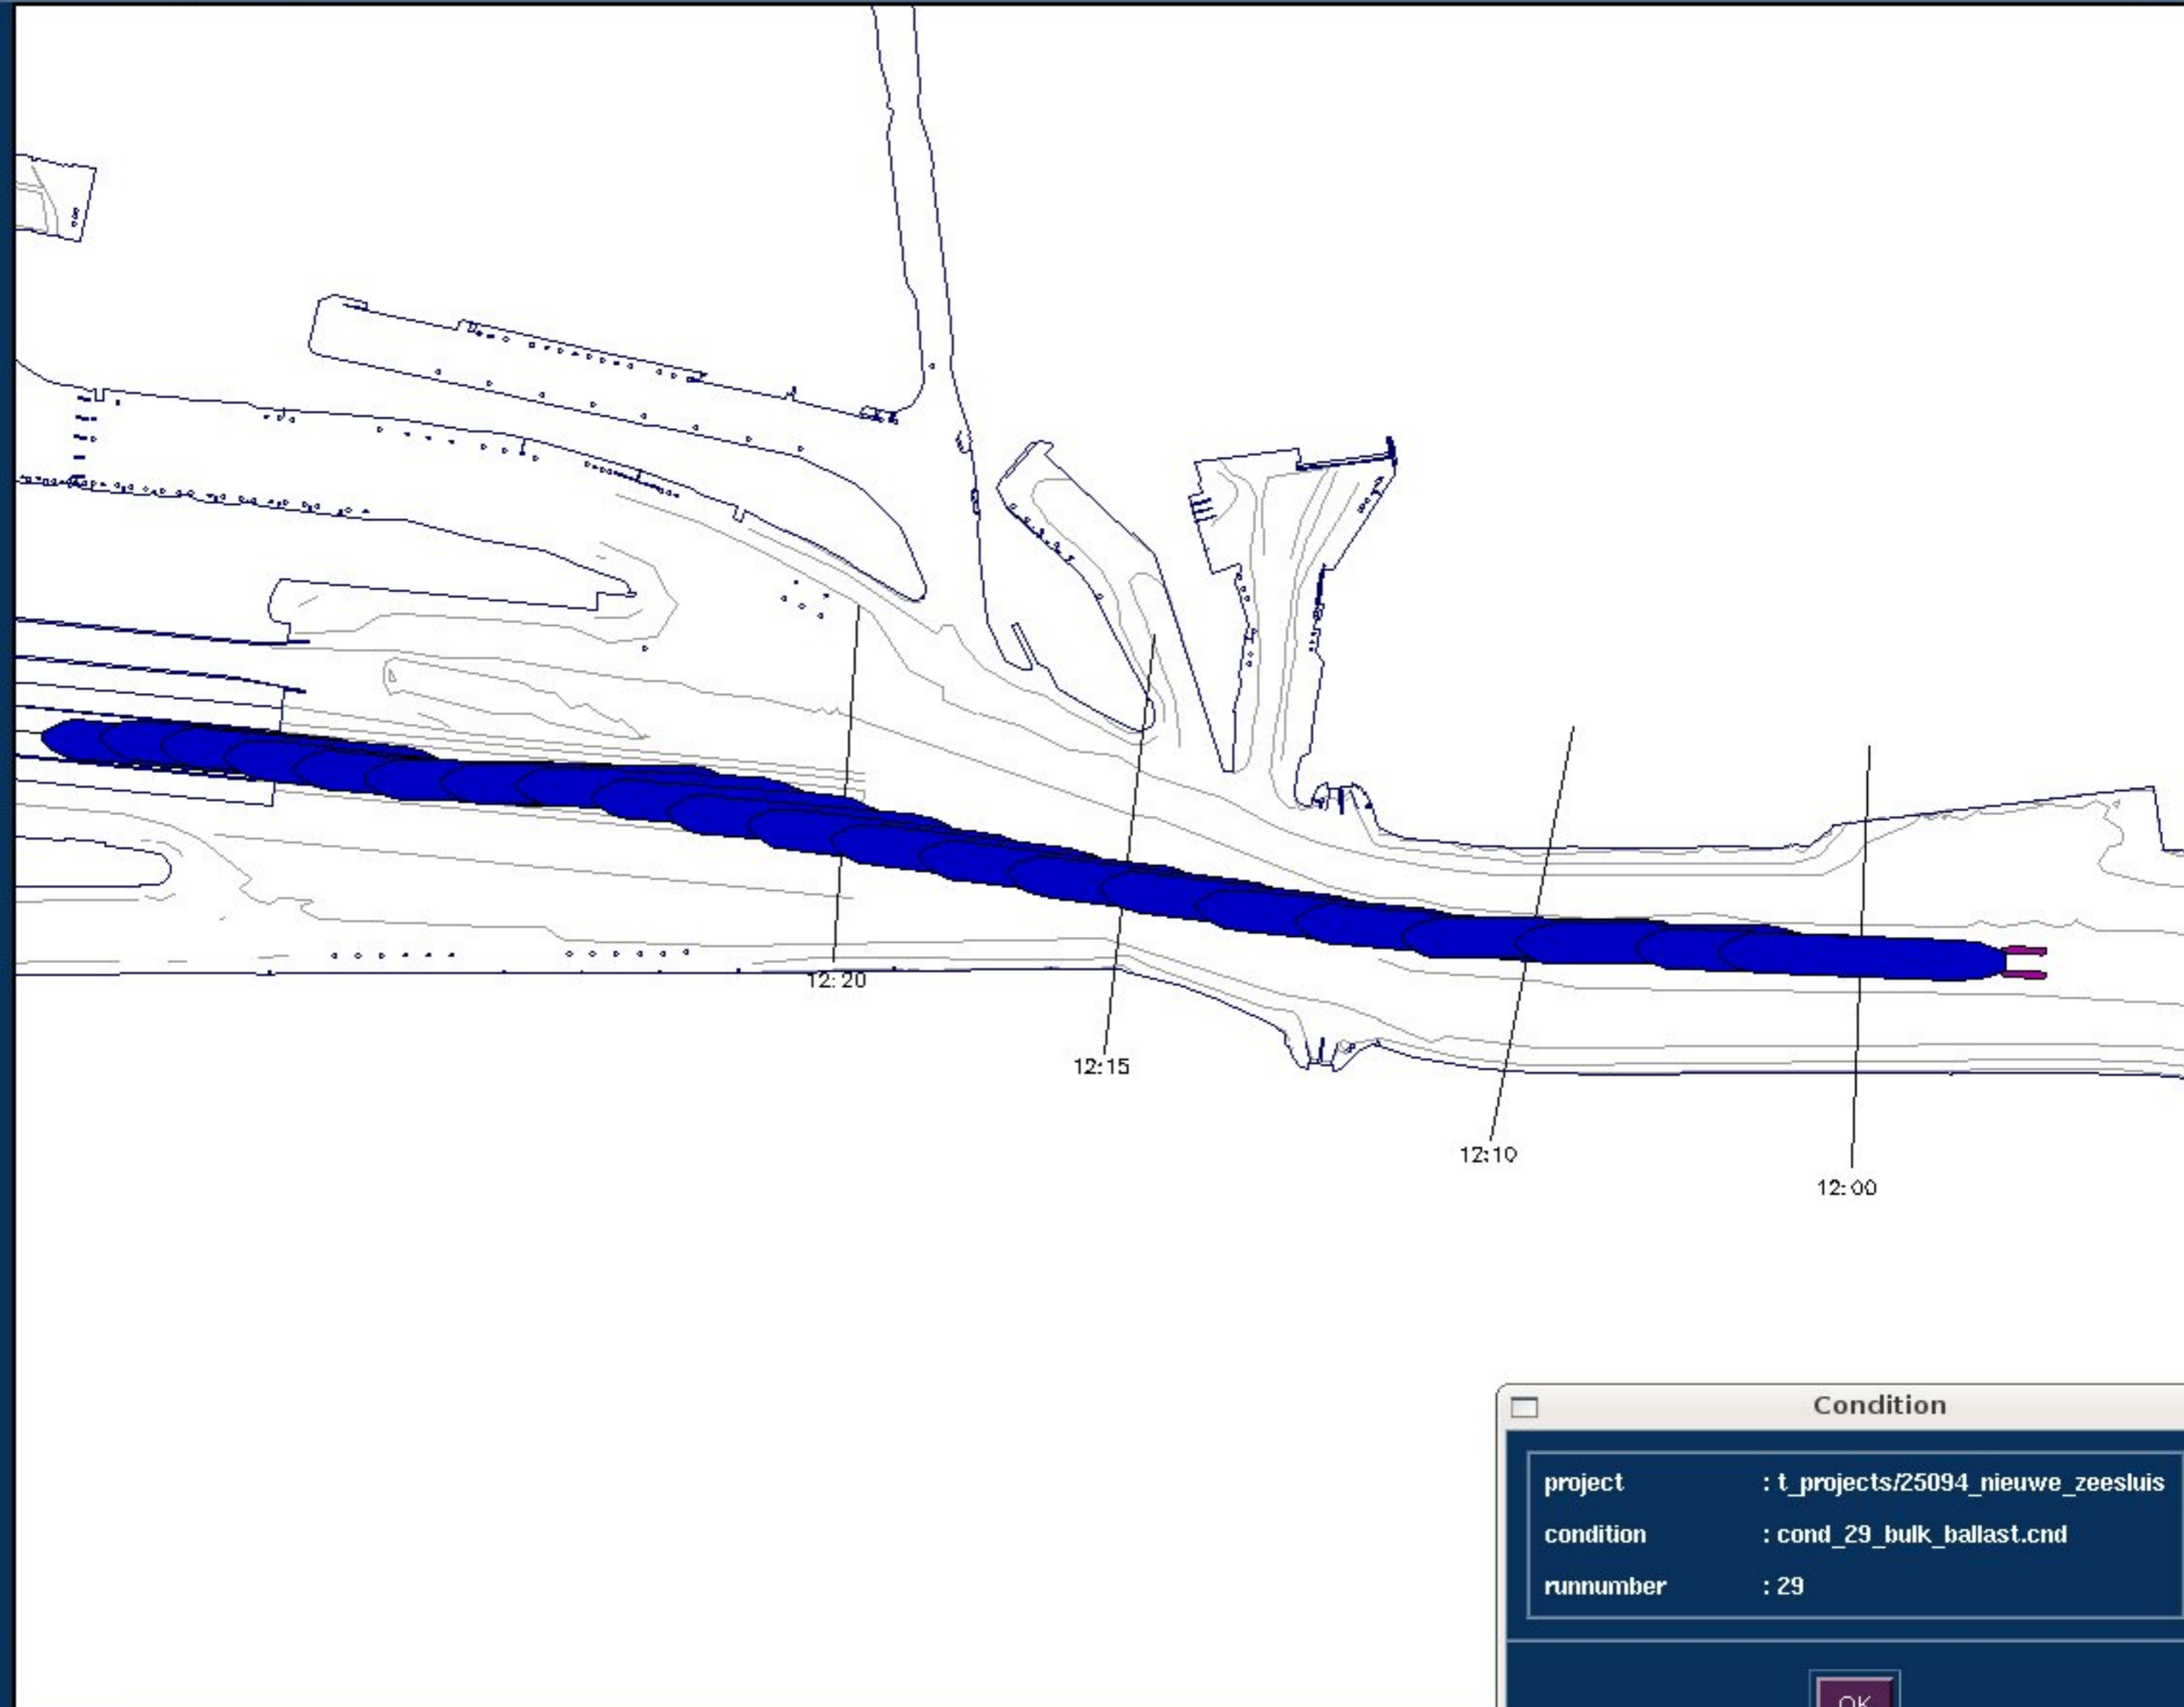 12:20
12:15
12:10
12:00
Condition
project : t_projects/25094_nieuwe_zeesluis
condition : cond_29_bulk_ballast.cnd
runnumber : 29
OK